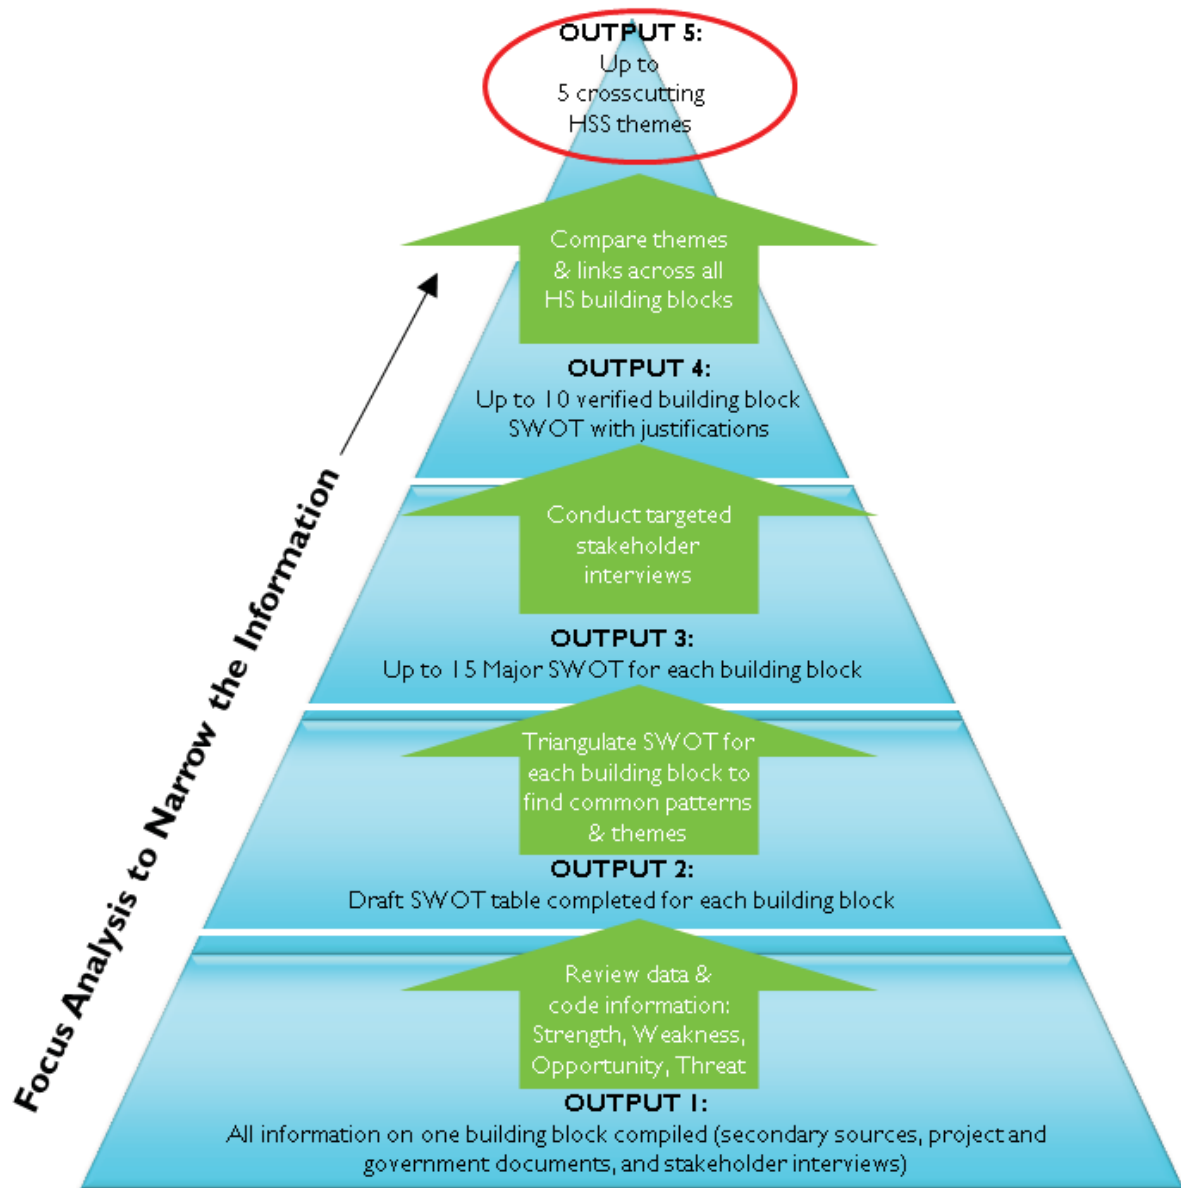 OUTPUT 5:
Up to
5 crosscutting
HSS themes
Compare themes
& links across all
HS building blocks
OUTPUT 4:
Up to 10 verified building block
SWOT with justifications
Conduct targeted
stakeholder
interviews
OUTPUT 3:
Up to 15 Major SWOT for each building block
Triangulate SWOT for
each building block to
find common patterns
& themes
OUTPUT 2:
Draft SWOT table completed for each building block
Review data &
code information:
Strength, Weakness,
Opportunity, Threat
OUTPUT 1:
All information on one building block compiled (secondary sources, project and
government documents, and stakeholder interviews)
Focus Analysis to Narrow the Information